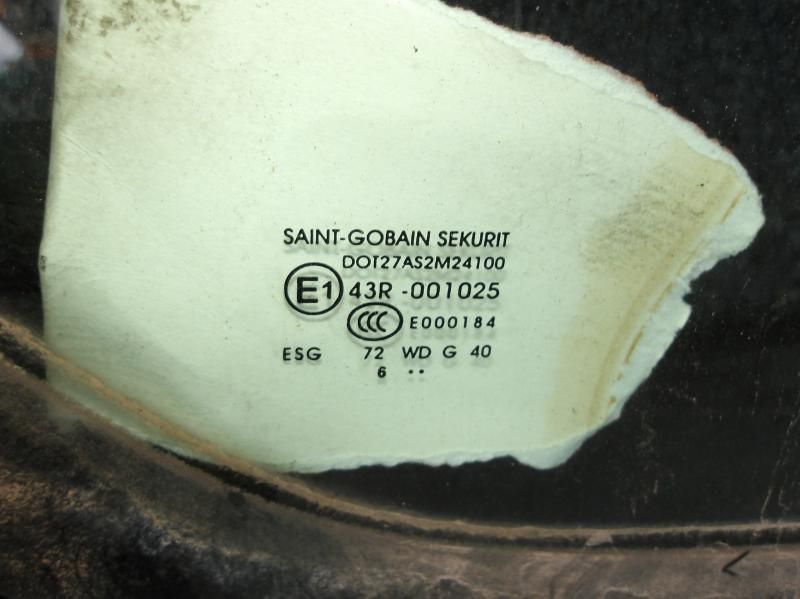 SAINT-GOBAIN SEKURIT
DOT27AS2M24100
E1 43R -001025
CCC E000184
ESG 72 WD G 40
6 ..